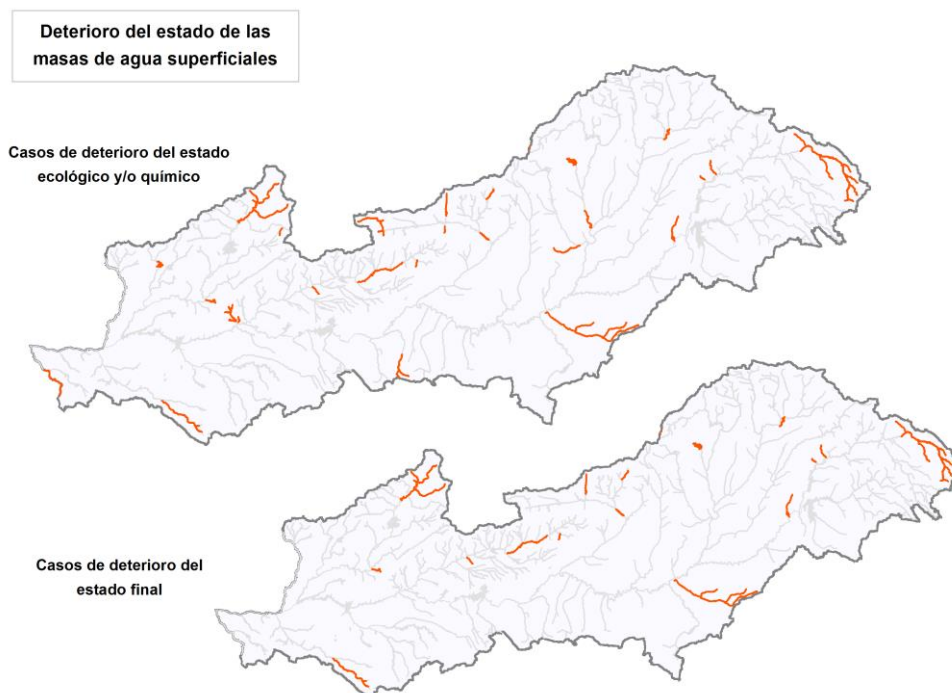 Deterioro del estado de las
masas de agua superficiales
Casos de deterioro del estado
ecológico y/o químico
Casos de deterioro del
estado final